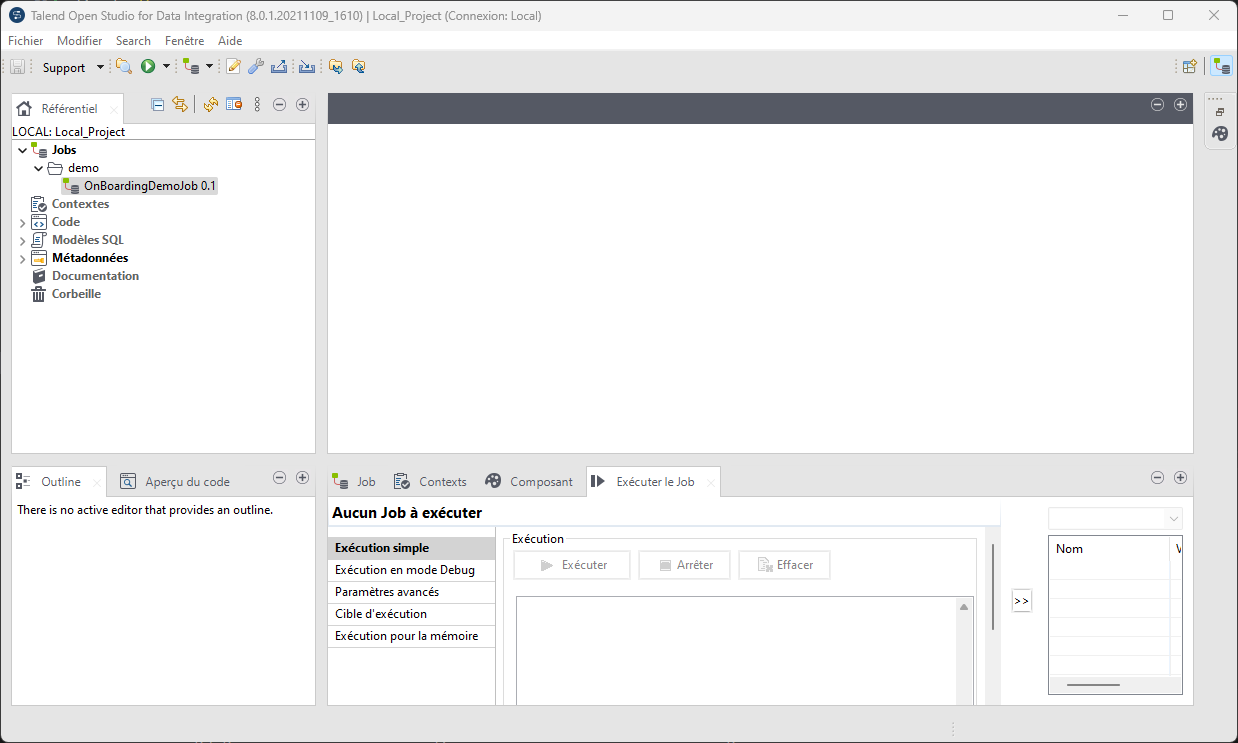 Talend Open Studio for Data Integration (8.0.1.20211109_1610) | Local_Project (Connexion: Local)
Fichier Modifier Search Fenêtre Aide
Support
Référentiel
LOCAL: Local_Project
Jobs
demo
OnBoardingDemoJob 0.1
Contextes
Code
Modèles SQL
Métadonnées
Documentation
Corbeille
Outline Aperçu du code
There is no active editor that provides an outline.
Job Contexts Composant Exécuter le Job
Aucun Job à exécuter
Exécution simple
Exécution en mode Debug
Paramètres avancés
Cible d'exécution
Exécution pour la mémoire
Exécution
Exécuter Arrêter Effacer
>>
Nom